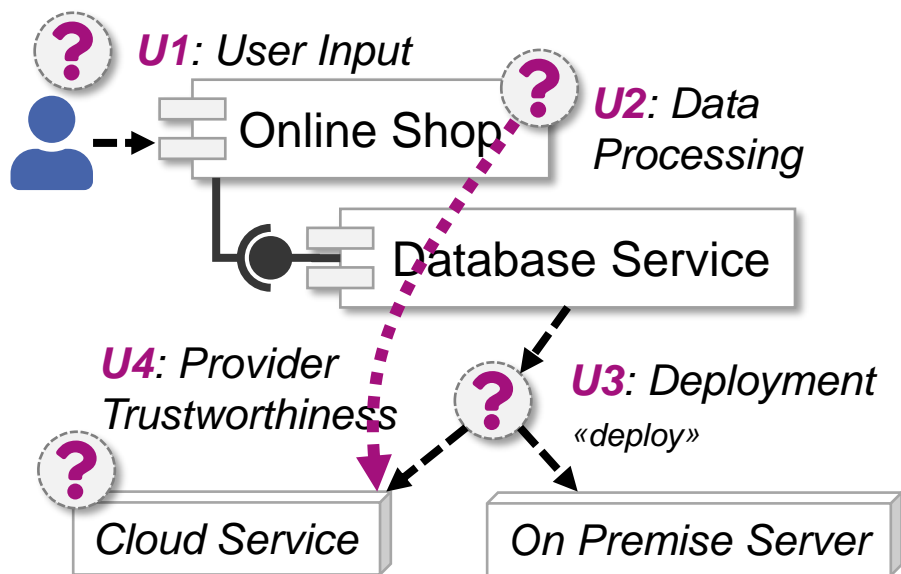 ?
U1: User Input
Online Shop
?
U2: Data
Processing
Database Service
U4: Provider
Trustworthiness
?
U3: Deployment
«deploy»
?
Cloud Service
On Premise Server